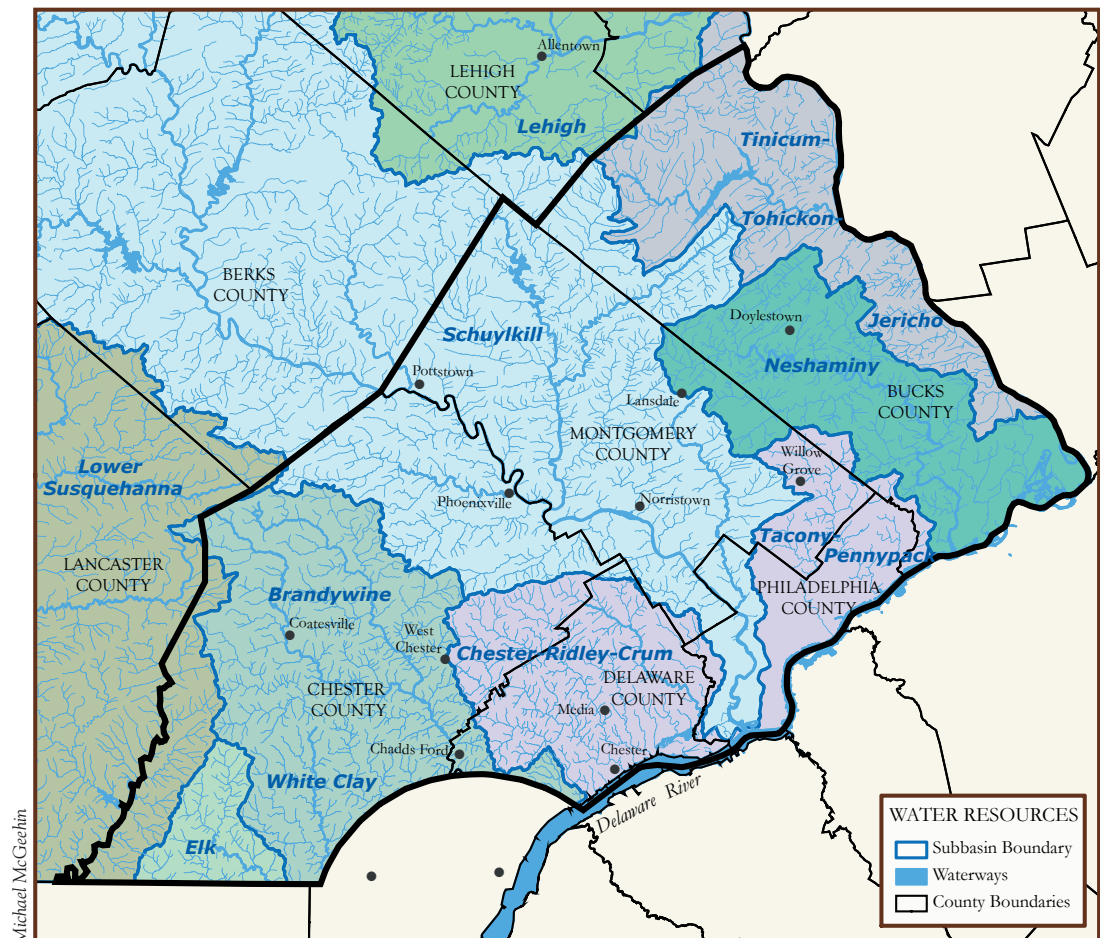 Allentown
LEHIGH
COUNTY
Lehigh
Tinicum-
Tohickon-
BERKS
COUNTY
Doylestown
Jericho
Schuylkill
Neshaminy
Pottstown
BUCKS
COUNTY
Lansdale
MONTGOMERY
COUNTY
Willow
Grove
Lower
Susquehanna
Phoenixville
Norristown
Tacony-
Pennypack
LANCASTER
COUNTY
PHILADELPHIA
COUNTY
Brandywine
Coatesville
West
Chester
Chester-Ridley-Crum
DELAWARE
COUNTY
CHESTER
COUNTY
Media
Chadds Ford
Chester
White Clay
Delaware River
Elk
WATER RESOURCES
Subbasin Boundary
Waterways
County Boundaries
Michael McGeehin